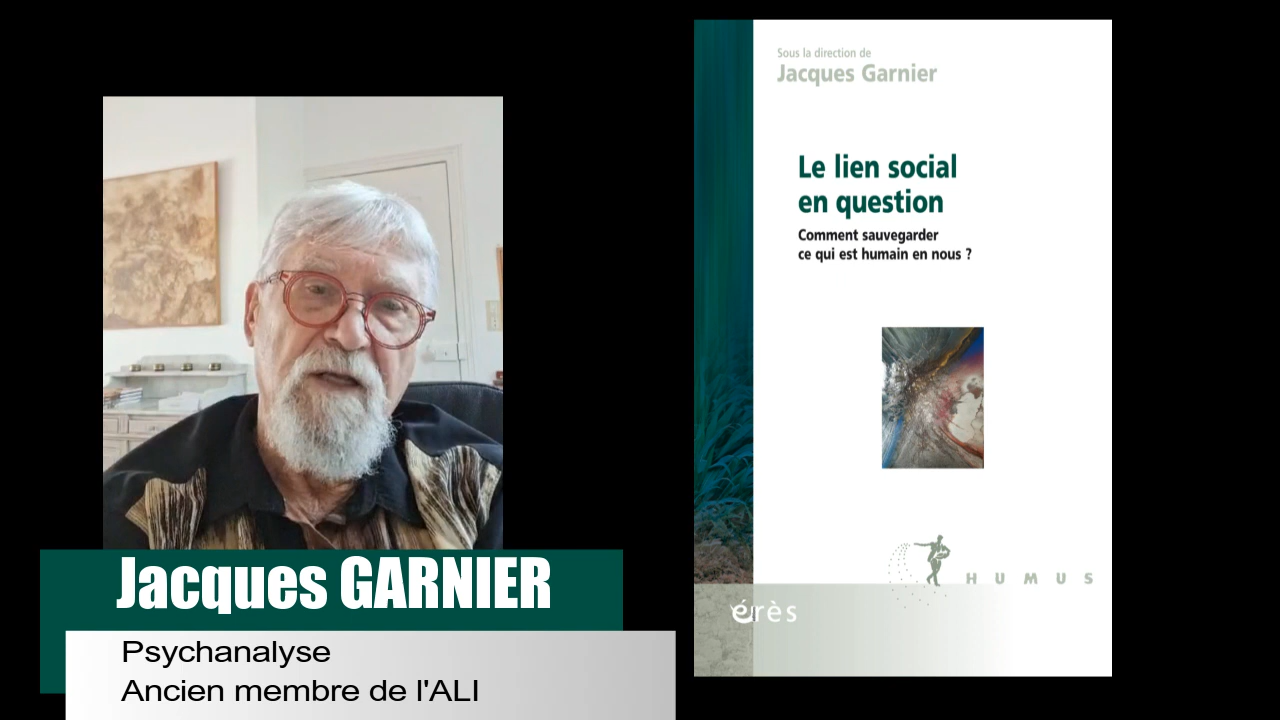 Jacques GARNIER
Psychanalyse
Ancien membre de l'ALI
Sous la direction de
Jacques Garnier
Le lien social
en question
Comment sauvegarder
ce qui est humain en nous ?
HUMUS
érès